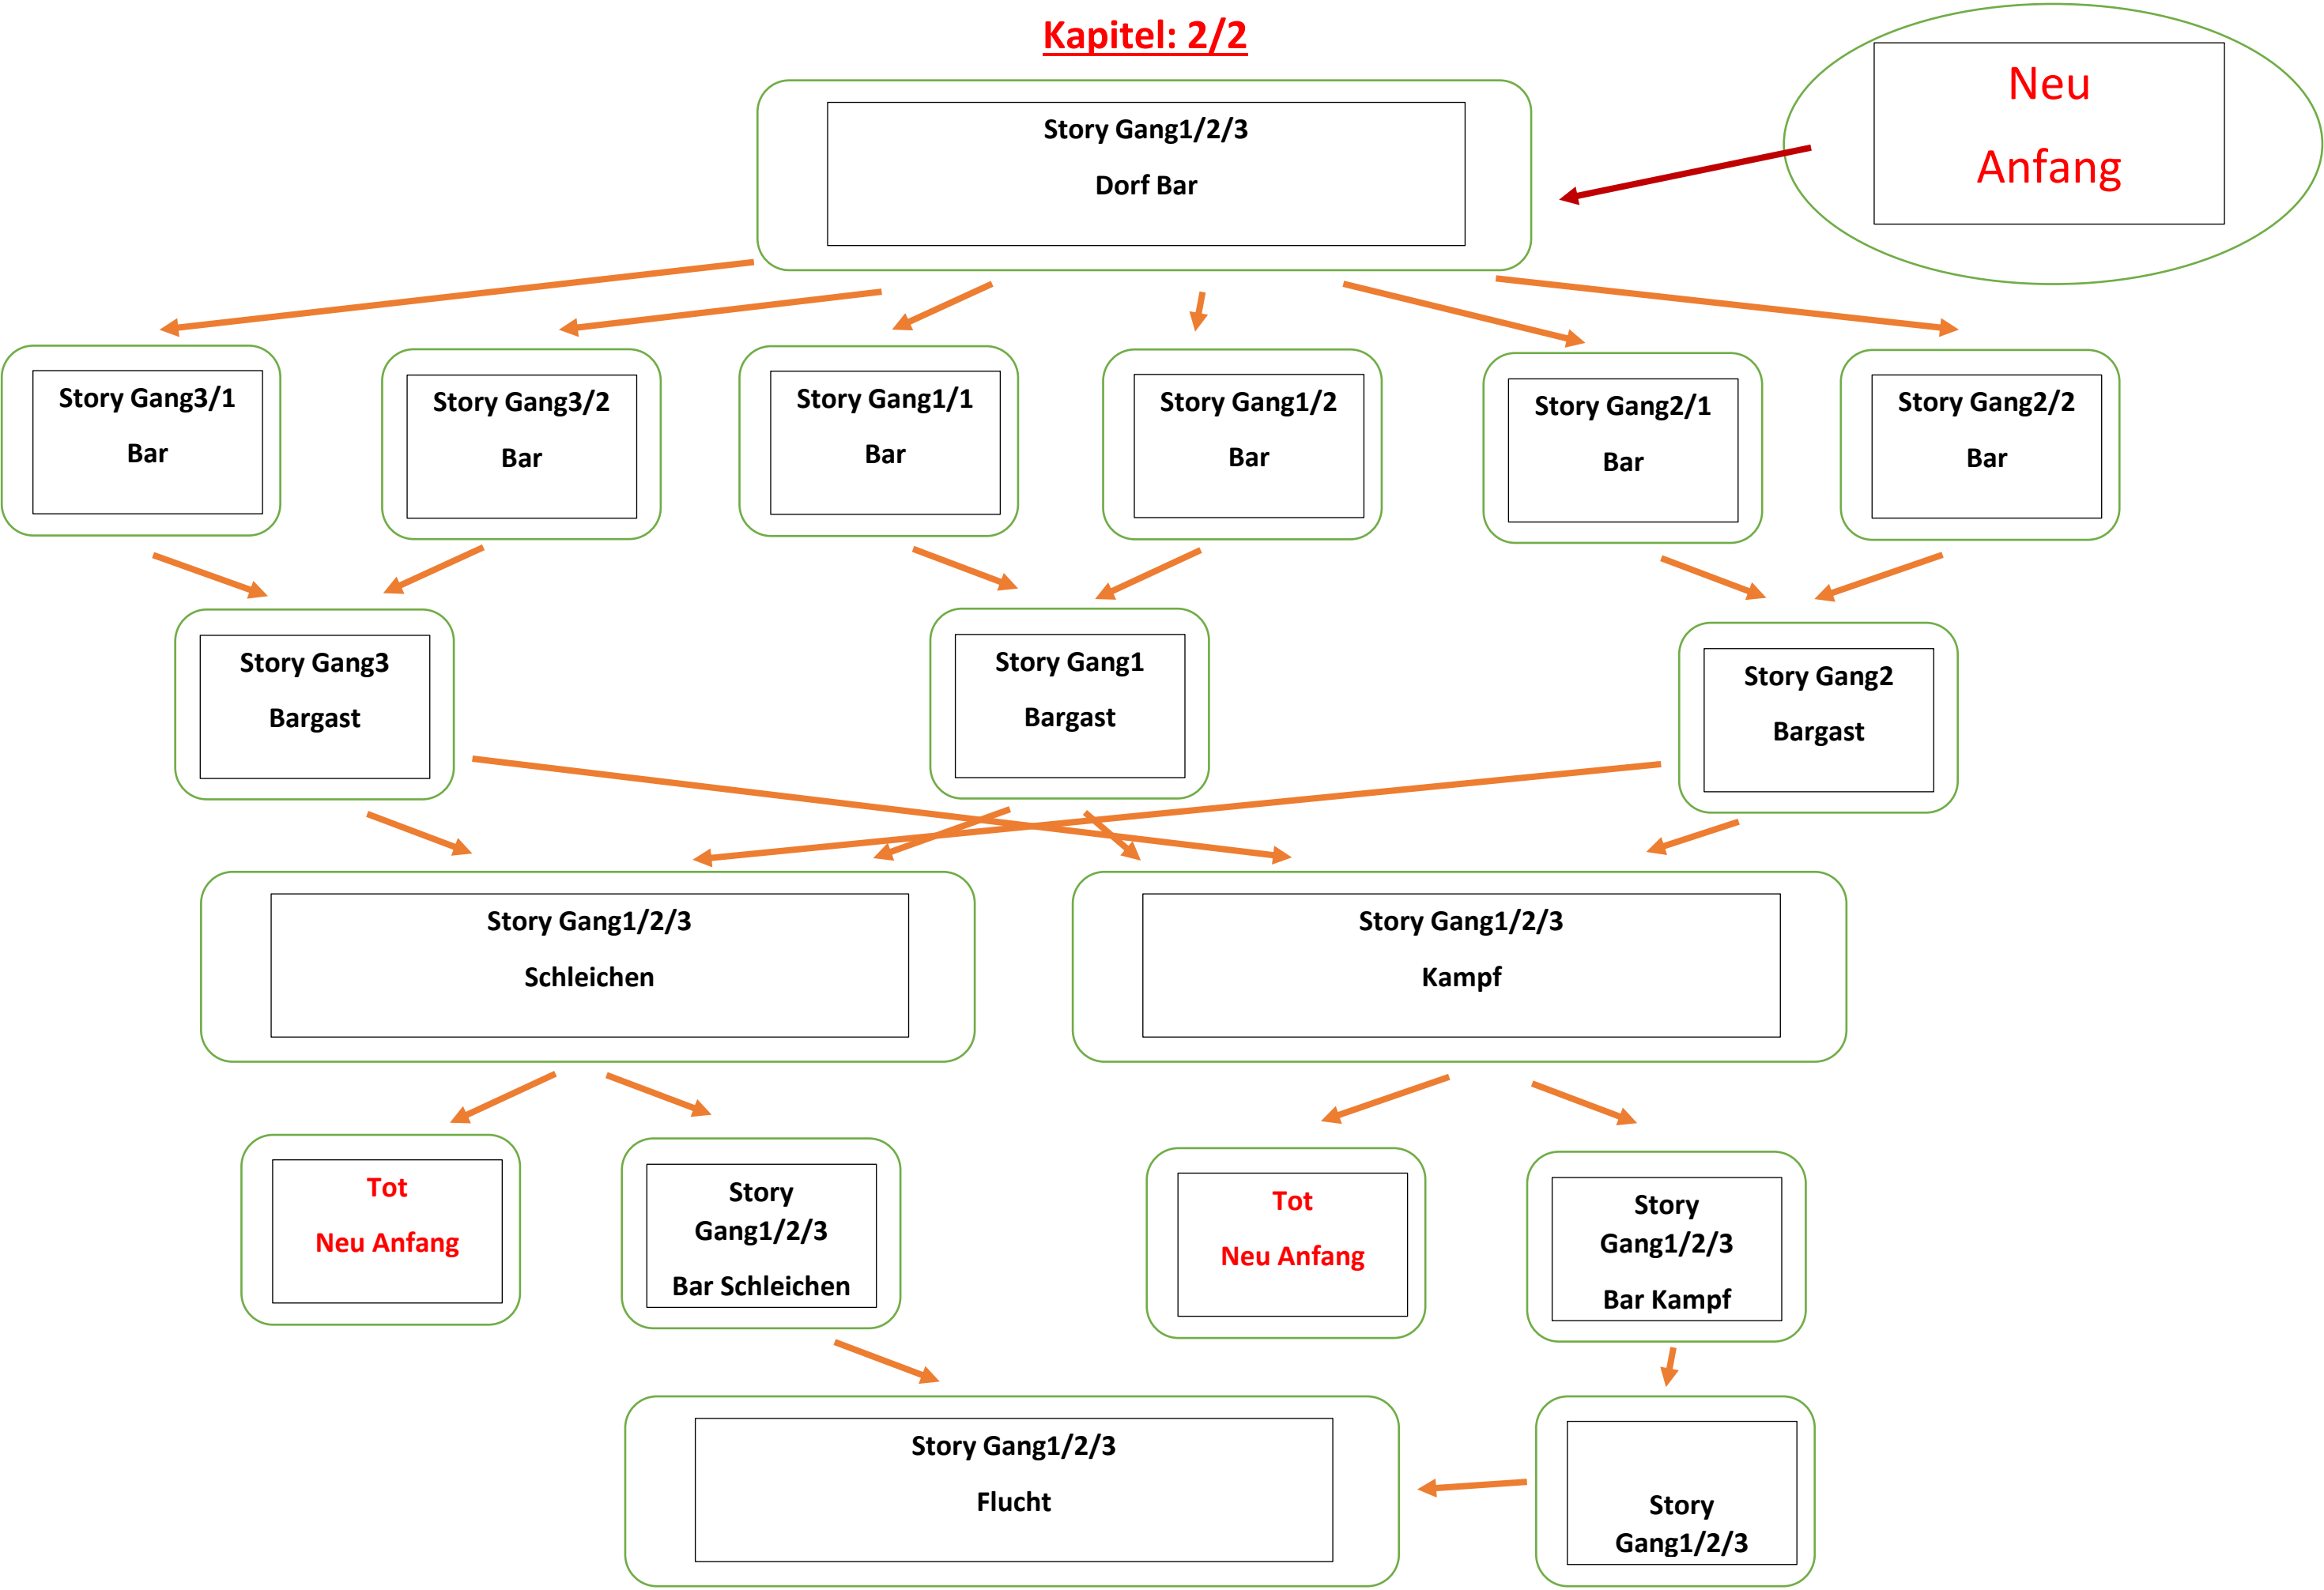 Kapitel: 2/2
Neu
Anfang
Story Gang1/2/3
Dorf Bar
Story Gang3/1
Bar
Story Gang3/2
Bar
Story Gang1/1
Bar
Story Gang1/2
Bar
Story Gang2/1
Bar
Story Gang2/2
Bar
Story Gang3
Bargast
Story Gang1
Bargast
Story Gang2
Bargast
Story Gang1/2/3
Schleichen
Story Gang1/2/3
Kampf
Tot
Neu Anfang
Story
Gang1/2/3
Bar Schleichen
Tot
Neu Anfang
Story
Gang1/2/3
Bar Kampf
Story Gang1/2/3
Flucht
Story
Gang1/2/3